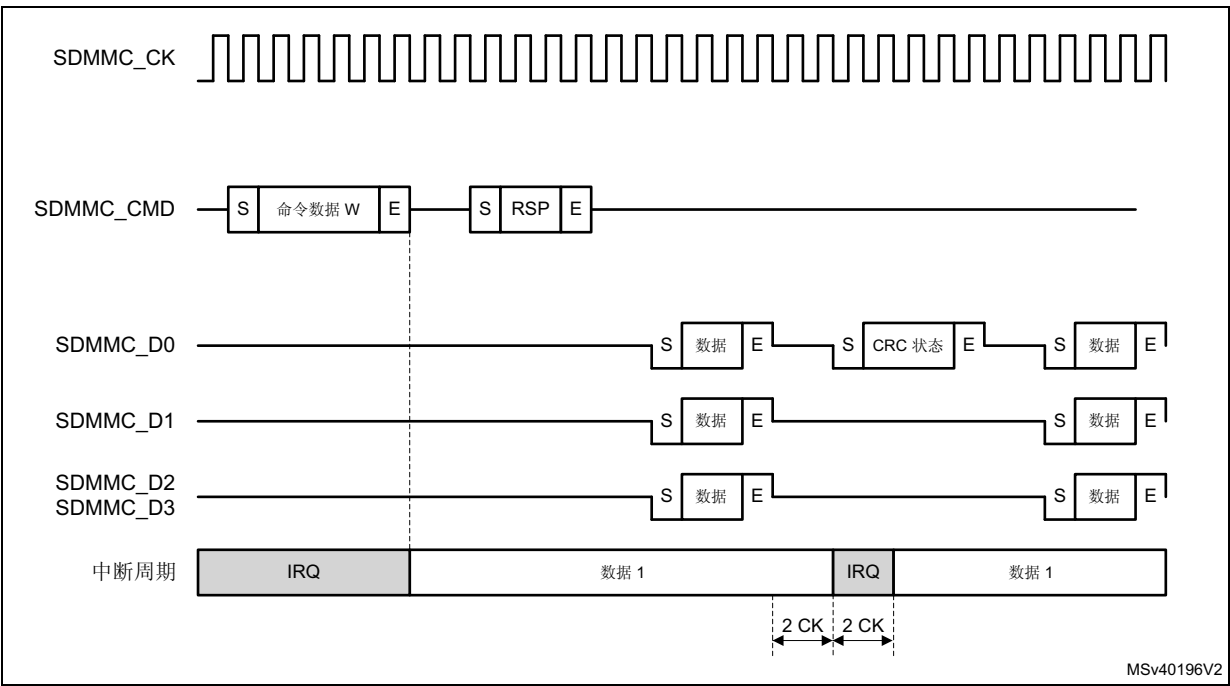 SDMMC_CK
SDMMC_CMD
S 命令数据 W E S RSP E
SDMMC_D0
S 数据 E S CRC 状态 E S 数据 E
SDMMC_D1
S 数据 E S 数据 E
SDMMC_D2
SDMMC_D3
S 数据 E S 数据 E
中断周期
IRQ 数据 1 IRQ 数据 1
2 CK 2 CK
MSv40196V2